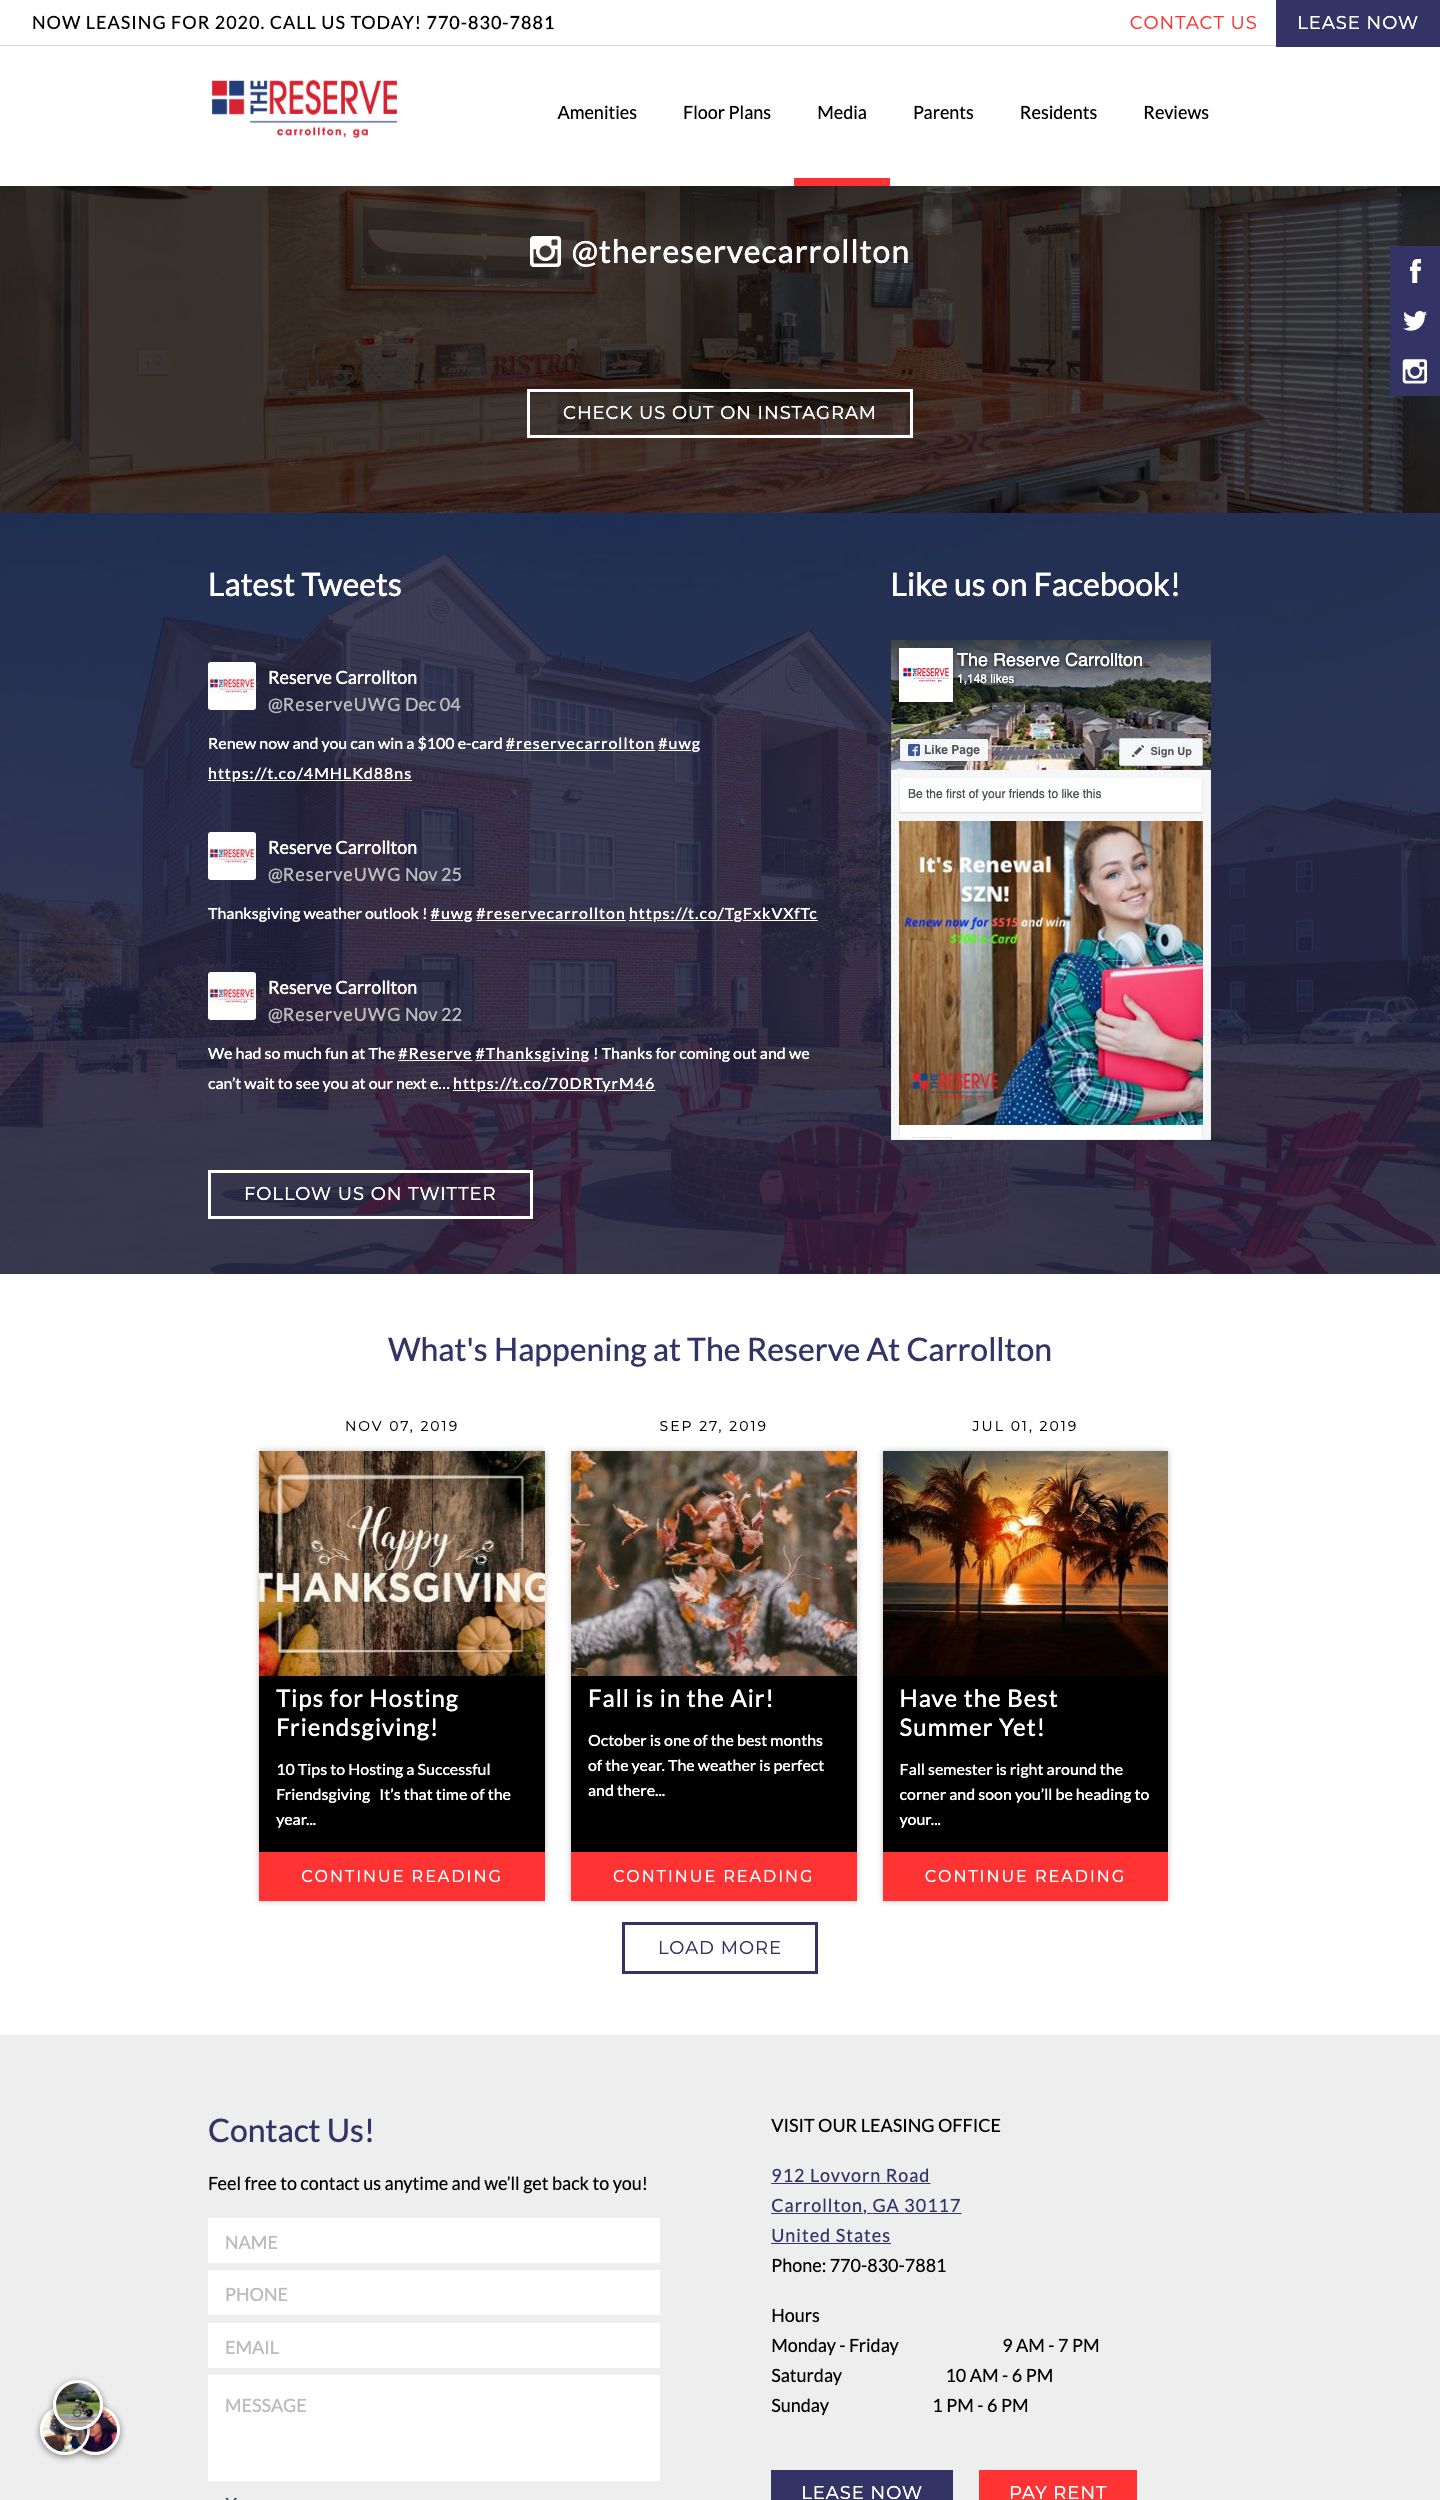 NOW LEASING FOR 2020. CALL US TODAY! 770-830-7881
CONTACT US
LEASE NOW
THE RESERVE
carrollton, ga
Amenities
Floor Plans
Media
Parents
Residents
Reviews
@thereservecarrollton
Coffee
BISTRO
CHECK US OUT ON INSTAGRAM
Latest Tweets
THE RESERVE
Reserve Carrollton
@ReserveUWG Dec 04
Renew now and you can win a $100 e-card #reservecarrollton #uwg
https://t.co/4MHLKd88ns
THE RESERVE
Reserve Carrollton
@ReserveUWG Nov 25
Thanksgiving weather outlook ! #uwg #reservecarrollton https://t.co/TgFxkVXfTc
THE RESERVE
Reserve Carrollton
@ReserveUWG Nov 22
We had so much fun at The #Reserve #Thanksgiving ! Thanks for coming out and we
can’t wait to see you at our next e... https://t.co/70DRTyrM46
FOLLOW US ON TWITTER
Like us on Facebook!
THE RESERVE
The Reserve Carrollton
1,148 likes
Like Page
Sign Up
Be the first of your friends to like this
It's Renewal
SZN!
Renew now for $515 and win
$100 e-Card
THE RESERVE
What's Happening at The Reserve At Carrollton
NOV 07, 2019
Happy
THANKSGIVING
Tips for Hosting
Friendsgiving!
10 Tips to Hosting a Successful
Friendsgiving It’s that time of the
year...
CONTINUE READING
SEP 27, 2019
Fall is in the Air!
October is one of the best months
of the year. The weather is perfect
and there...
CONTINUE READING
JUL 01, 2019
Have the Best
Summer Yet!
Fall semester is right around the
corner and soon you’ll be heading to
your...
CONTINUE READING
LOAD MORE
Contact Us!
Feel free to contact us anytime and we’ll get back to you!
NAME
PHONE
EMAIL
MESSAGE
VISIT OUR LEASING OFFICE
912 Lovvorn Road
Carrollton, GA 30117
United States
Phone: 770-830-7881
Hours
Monday - Friday 9 AM - 7 PM
Saturday 10 AM - 6 PM
Sunday 1 PM - 6 PM
LEASE NOW
PAY RENT